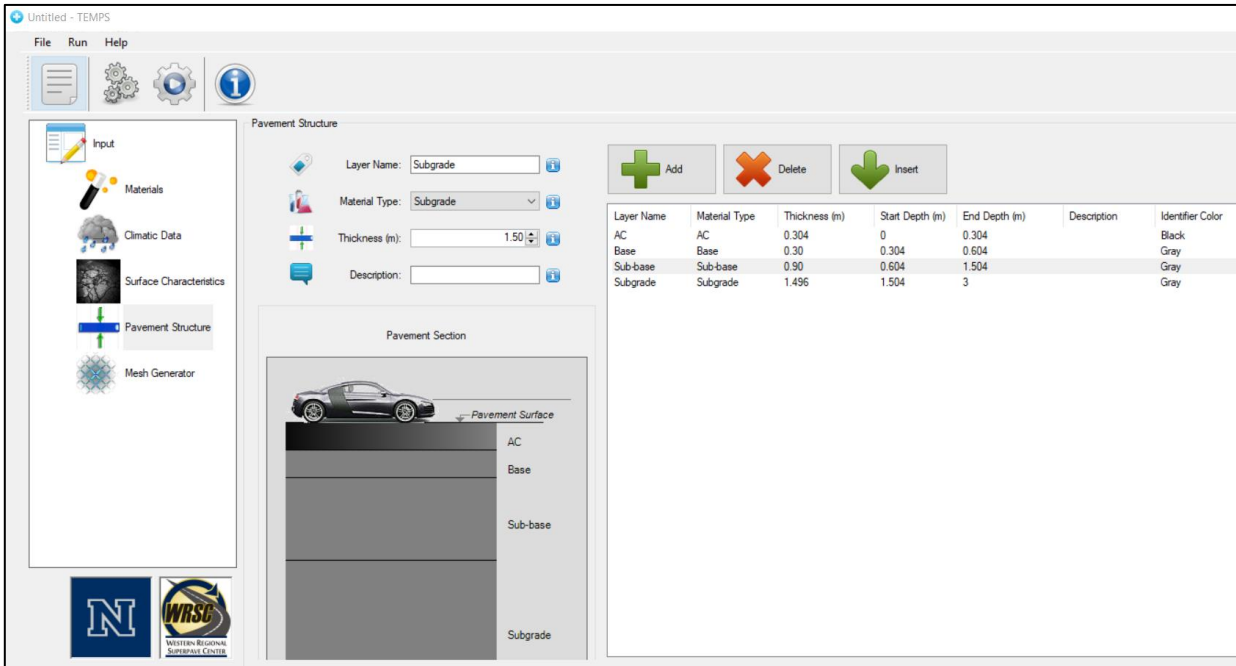 Untitled - TEMPS
File Run Help
Input
Materials
Climatic Data
Surface Characteristics
Pavement Structure
Mesh Generator
N
WRSC
WESTERN REGIONAL
SUPERPAVE CENTER
Pavement Structure
Layer Name: Subgrade
Material Type: Subgrade
Thickness (m): 1.50
Description:
Pavement Section
Pavement Surface
AC
Base
Sub-base
Subgrade
Add Delete Insert
Layer Name Material Type Thickness (m) Start Depth (m) End Depth (m) Description Identifier Color
AC AC 0.304 0 0.304 Black
Base Base 0.30 0.304 0.604 Gray
Sub-base Sub-base 0.90 0.604 1.504 Gray
Subgrade Subgrade 1.496 1.504 3 Gray